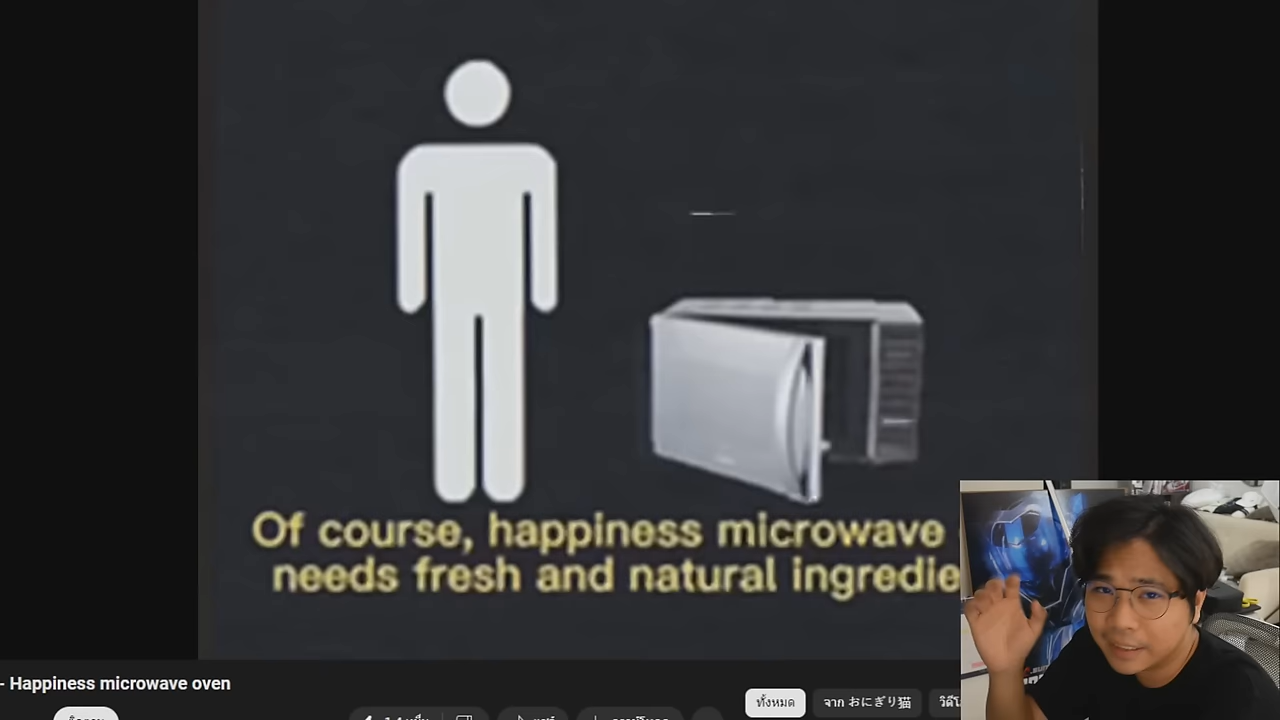 Of course, happiness microwave
needs fresh and natural ingredie
- Happiness microwave oven
ทั้งหมด
จาก おにぎり猫